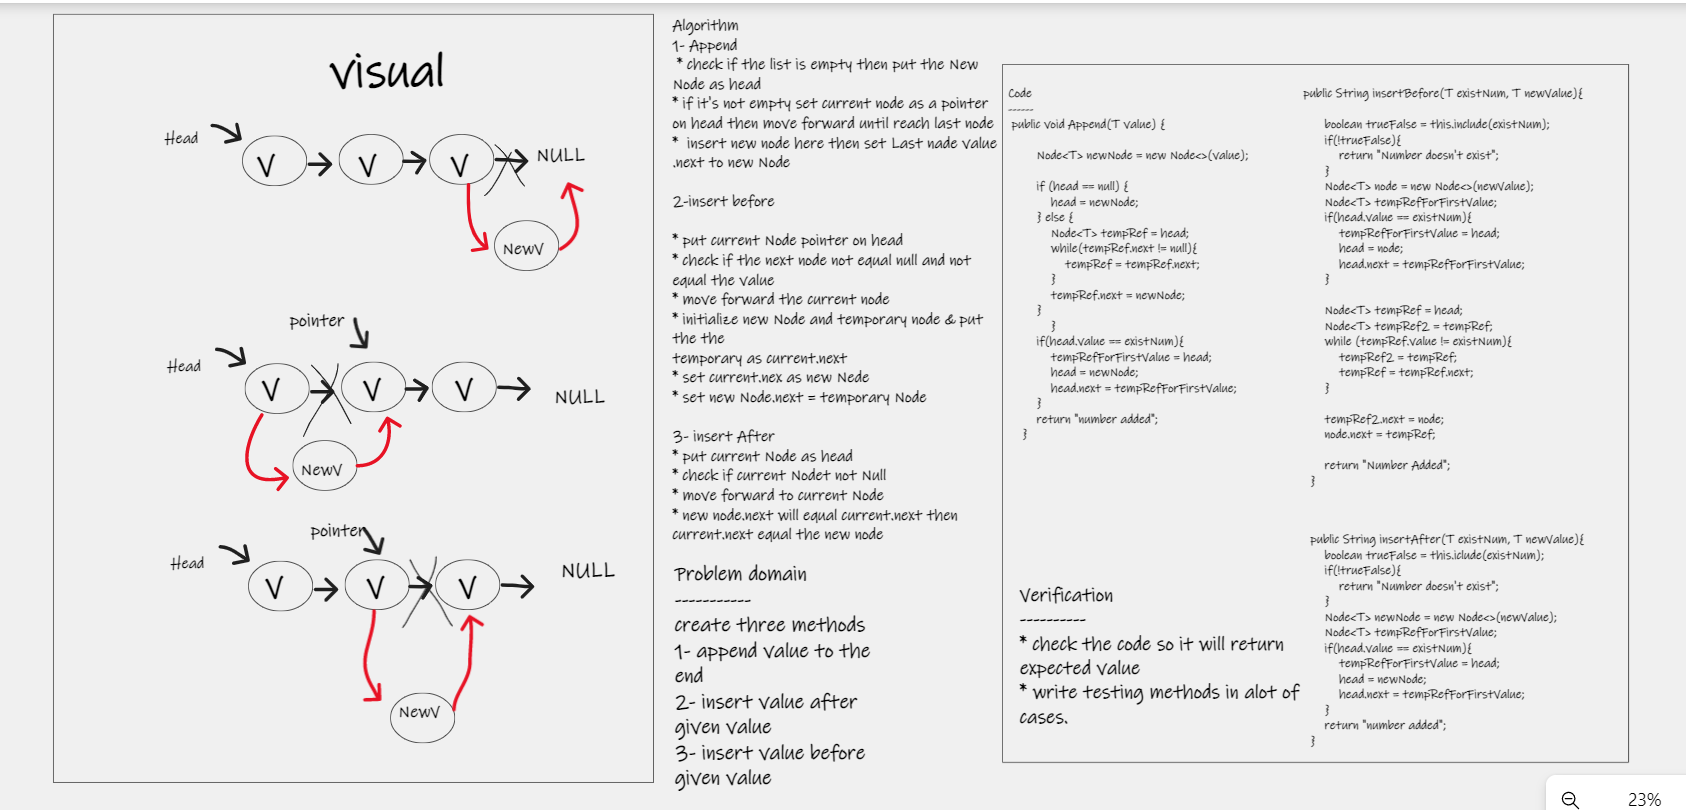 visual
Head
V
V
V
NULL
NewV
pointer
Head
V
V
V
NULL
NewV
pointer
Head
V
V
V
NULL
NewV
Algorithm
1- Append
* check if the list is empty then put the New
Node as head
* if it's not empty set current node as a pointer
on head then move forward until reach last node
* insert new node here then set Last nade value
.next to new Node
2-insert before
* put current Node pointer on head
* check if the next node not equal null and not
equal the value
* move forward the current node
* initialize new Node and temporary node & put
the the
temporary as current.next
* set current.nex as new Nede
* set new Node.next = temporary Node
3- insert After
* put current Node as head
* check if current Nodet not Null
* move forward to current Node
* new node.next will equal current.next then
current.next equal the new node
Problem domain
-----------
create three methods
1- append value to the
end
2- insert value after
given value
3- insert value before
given value
Code
------
public void Append(T value) {
Node<T> newNode = new Node<>(value);
if (head == null) {
head = newNode;
} else {
Node<T> tempRef = head;
while(tempRef.next != null){
tempRef = tempRef.next;
}
tempRef.next = newNode;
}
}
if(head.value == existNum){
tempRefForFirstValue = head;
head = newNode;
head.next = tempRefForFirstValue;
}
return "number added";
}
Verification
----------
* check the code so it will return
expected value
* write testing methods in alot of
cases.
public String insertBefore(T existNum, T newValue){
boolean trueFalse = this.include(existNum);
if(!trueFalse){
return "Number doesn't exist";
}
Node<T> node = new Node<>(newValue);
Node<T> tempRefForFirstValue;
if(head.value == existNum){
tempRefForFirstValue = head;
head = node;
head.next = tempRefForFirstValue;
}
Node<T> tempRef = head;
Node<T> tempRef2 = tempRef;
while (tempRef.value != existNum){
tempRef2 = tempRef;
tempRef = tempRef.next;
}
tempRef2.next = node;
node.next = tempRef;
return "Number Added";
}
public String insertAfter(T existNum, T newValue){
boolean trueFalse = this.iclude(existNum);
if(!trueFalse){
return "Number doesn't exist";
}
Node<T> newNode = new Node<>(newValue);
Node<T> tempRefForFirstValue;
if(head.value == existNum){
tempRefForFirstValue = head;
head = newNode;
head.next = tempRefForFirstValue;
}
return "number added";
}
23%